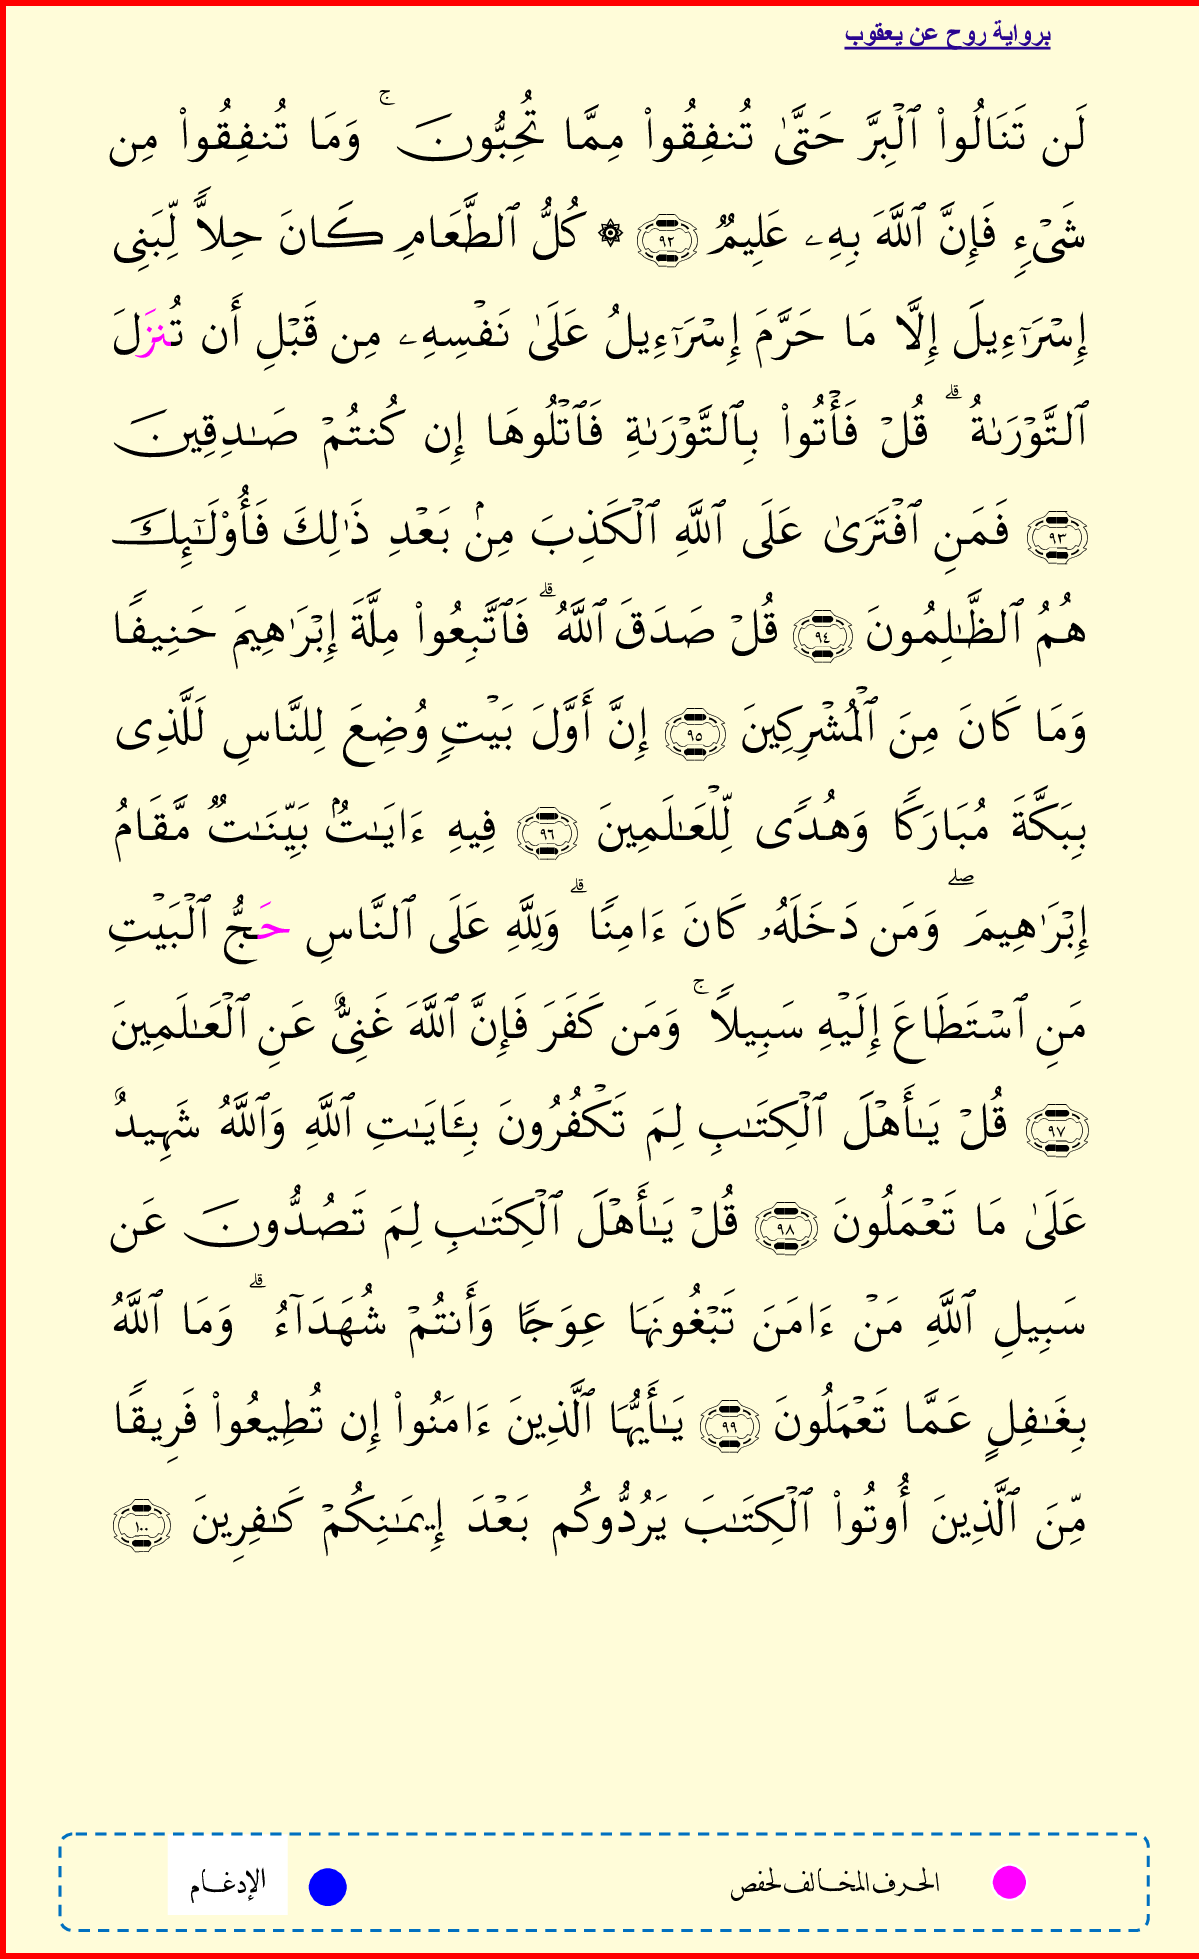 برواية روح عن يعقوب
لَن تَنَالُوا۟ ٱلۡبِرَّ حَتَّىٰ تُنفِقُوا۟ مِمَّا تُحِبُّونَ ۚ وَمَا تُنفِقُوا۟ مِن
شَىۡءٍ فَإِنَّ ٱللَّهَ بِهِۦ عَلِيمٌ ٩٢ ۞ كُلُّ ٱلطَّعَامِ كَانَ حِلاًّ لِّبَنِى
إِسۡرَٰٓءِيلَ إِلَّا مَا حَرَّمَ إِسۡرَٰٓءِيلُ عَلَىٰ نَفۡسِهِۦ مِن قَبۡلِ أَن تُنزَلَ
ٱلتَّوۡرَىٰةُ ۗ قُلۡ فَأۡتُوا۟ بِٱلتَّوۡرَىٰةِ فَٱتۡلُوهَا إِن كُنتُمۡ صَـٰدِقِينَ
٩٣ فَمَنِ ٱفۡتَرَىٰ عَلَى ٱللَّهِ ٱلۡكَذِبَ مِنۢ بَعۡدِ ذَٰلِكَ فَأُو۟لَـٰٓئِكَ
هُمُ ٱلظَّـٰلِمُونَ ٩٤ قُلۡ صَدَقَ ٱللَّهُ ۗ فَٱتَّبِعُوا۟ مِلَّةَ إِبۡرَٰهِيمَ حَنِيفًا
وَمَا كَانَ مِنَ ٱلۡمُشۡرِكِينَ ٩٥ إِنَّ أَوَّلَ بَيۡتٍ وُضِعَ لِلنَّاسِ لَلَّذِى
بِبَكَّةَ مُبَارَكًا وَهُدًى لِّلۡعَـٰلَمِينَ ٩٦ فِيهِ ءَايَـٰتٌۢ بَيِّنَـٰتٌ مَّقَامُ
إِبۡرَٰهِيمَ ۖ وَمَن دَخَلَهُۥ كَانَ ءَامِنًا ۗ وَلِلَّهِ عَلَى ٱلنَّاسِ حَجُّ ٱلۡبَيۡتِ
مَنِ ٱسۡتَطَاعَ إِلَيۡهِ سَبِيلاً ۚ وَمَن كَفَرَ فَإِنَّ ٱللَّهَ غَنِىٌّ عَنِ ٱلۡعَـٰلَمِينَ
٩٧ قُلۡ يَـٰٓأَهۡلَ ٱلۡكِتَـٰبِ لِمَ تَكۡفُرُونَ بِـَٔايَـٰتِ ٱللَّهِ وَٱللَّهُ شَهِيدٌ
عَلَىٰ مَا تَعۡمَلُونَ ٩٨ قُلۡ يَـٰٓأَهۡلَ ٱلۡكِتَـٰبِ لِمَ تَصُدُّونَ عَن
سَبِيلِ ٱللَّهِ مَنۡ ءَامَنَ تَبۡغُونَهَا عِوَجًا وَأَنتُمۡ شُهَدَآءُ ۗ وَمَا ٱللَّهُ
بِغَـٰفِلٍ عَمَّا تَعۡمَلُونَ ٩٩ يَـٰٓأَيُّهَا ٱلَّذِينَ ءَامَنُوا۟ إِن تُطِيعُوا۟ فَرِيقًا
مِّنَ ٱلَّذِينَ أُوتُوا۟ ٱلۡكِتَـٰبَ يَرُدُّوكُم بَعۡدَ إِيمَـٰنِكُمۡ كَـٰفِرِينَ ١٠٠
الحرف المخالف لحفص
الإدغام